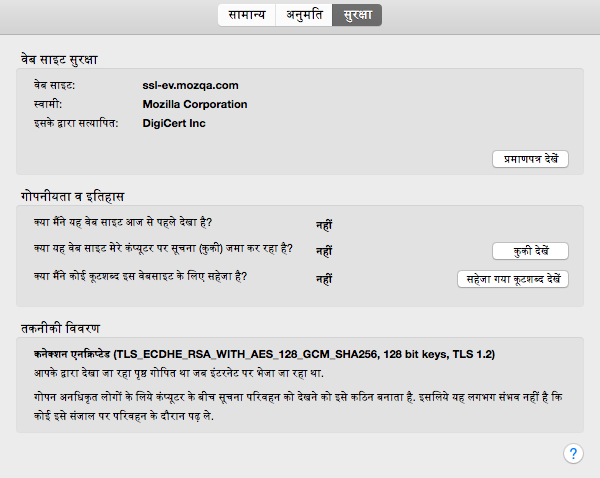 सामान्य अनुमति सुरक्षा
वेब साइट सुरक्षा
वेब साइट: ssl-ev.mozqa.com
स्वामी: Mozilla Corporation
इसके द्वारा सत्यापित: DigiCert Inc
प्रमाणपत्र देखें
गोपनीयता व इतिहास
क्या मैंने यह वेब साइट आज से पहले देखा है? नहीं
क्या यह वेब साइट मेरे कंप्यूटर पर सूचना (कुकी) जमा कर रहा है? नहीं कुकी देखें
क्या मैंने कोई कूटशब्द इस वेबसाइट के लिए सहेजा है? नहीं सहेजा गया कूटशब्द देखें
तकनीकी विवरण
कनेक्शन एनक्रिप्टेड (TLS_ECDHE_RSA_WITH_AES_128_GCM_SHA256, 128 bit keys, TLS 1.2)
आपके द्वारा देखा जा रहा पृष्ठ गोपित था जब इंटरनेट पर भेजा जा रहा था.
गोपन अनधिकृत लोगों के लिये कंप्यूटर के बीच सूचना परिवहन को देखने को इसे कठिन बनाता है. इसलिये यह लगभग संभव नहीं है कि
कोई इसे संजाल पर परिवहन के दौरान पढ़ ले.
?